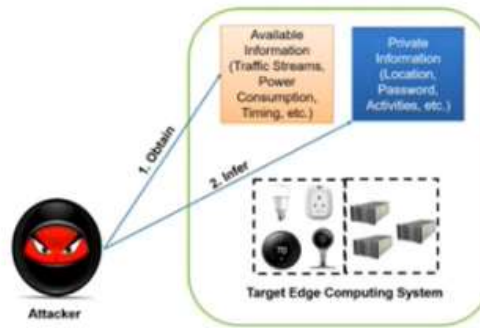 Available
Information
(Traffic Streams,
Power
Consumption,
Timing, etc.)
Private
Information
(Location,
Password,
Activities, etc.)
1. Obtain
2. Infer
70
Target Edge Computing System
Attacker